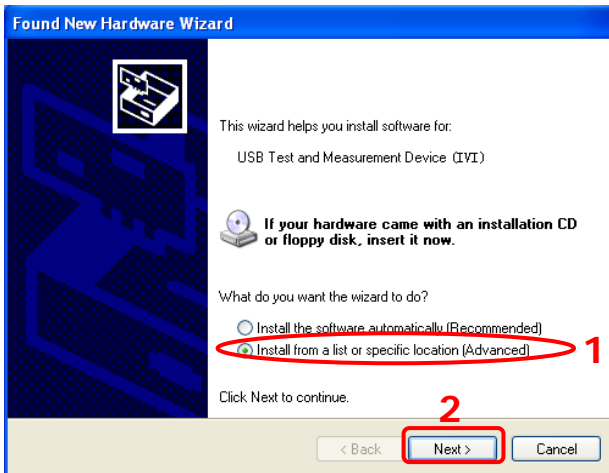 Found New Hardware Wizard
This wizard helps you install software for:
USB Test and Measurement Device (IVI)
If your hardware came with an installation CD
or floppy disk, insert it now.
What do you want the wizard to do?
Install the software automatically (Recommended)
Install from a list or specific location (Advanced)
1
Click Next to continue.
2
< Back
Next >
Cancel